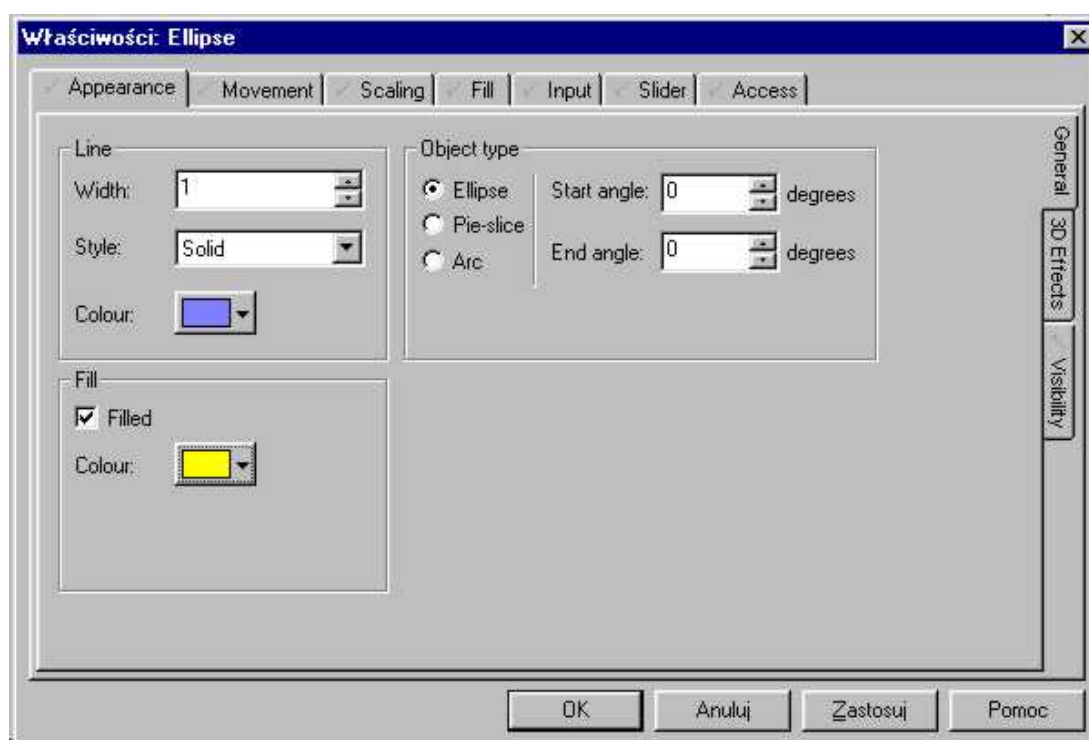 Właściwości: Ellipse
Appearance Movement Scaling Fill Input Slider Access
General
3D Effects
Visibility
Line
Width: 1
Style: Solid
Colour:
Object type
Ellipse
Pie-slice
Arc
Start angle: 0 degrees
End angle: 0 degrees
Fill
Filled
Colour:
OK Anuluj Zastosuj Pomoc